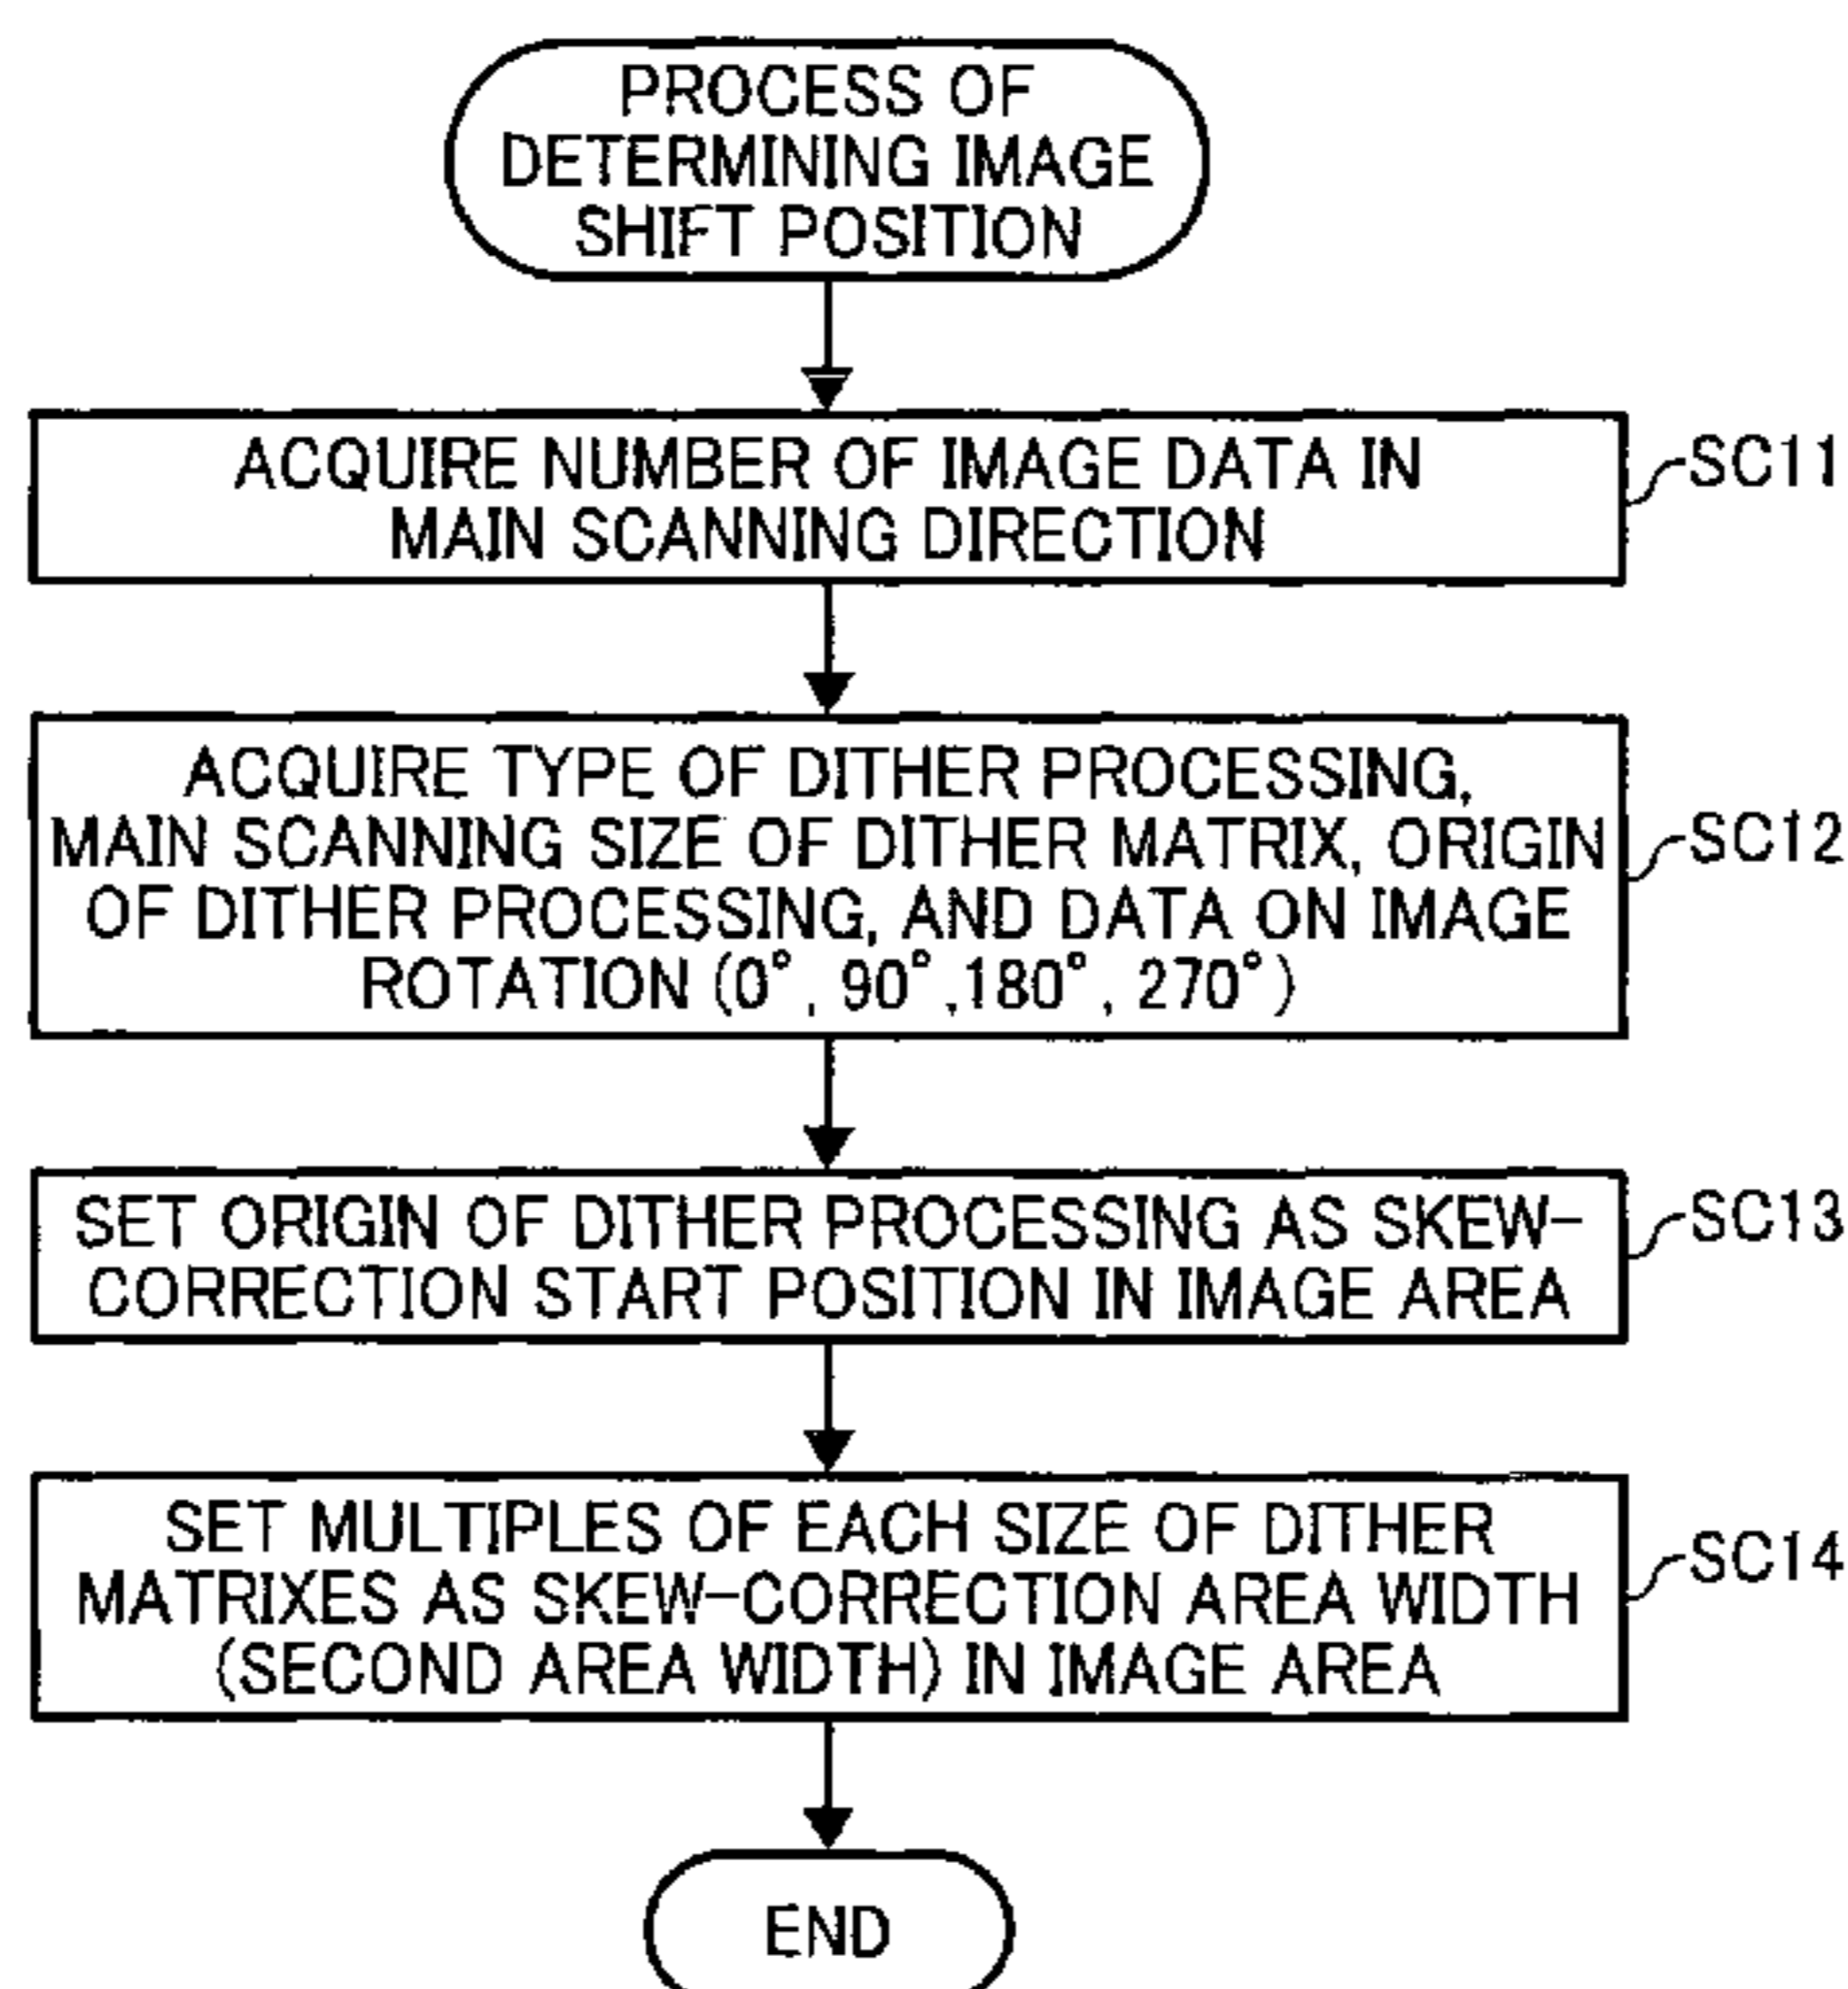 PROCESS OF
DETERMINING IMAGE
SHIFT POSITION
ACQUIRE NUMBER OF IMAGE DATA IN
MAIN SCANNING DIRECTION
SC11
ACQUIRE TYPE OF DITHER PROCESSING,
MAIN SCANNING SIZE OF DITHER MATRIX, ORIGIN
OF DITHER PROCESSING, AND DATA ON IMAGE
ROTATION (0°, 90°,180°, 270°)
SC12
SET ORIGIN OF DITHER PROCESSING AS SKEW-
CORRECTION START POSITION IN IMAGE AREA
SC13
SET MULTIPLES OF EACH SIZE OF DITHER
MATRIXES AS SKEW-CORRECTION AREA WIDTH
(SECOND AREA WIDTH) IN IMAGE AREA
SC14
END